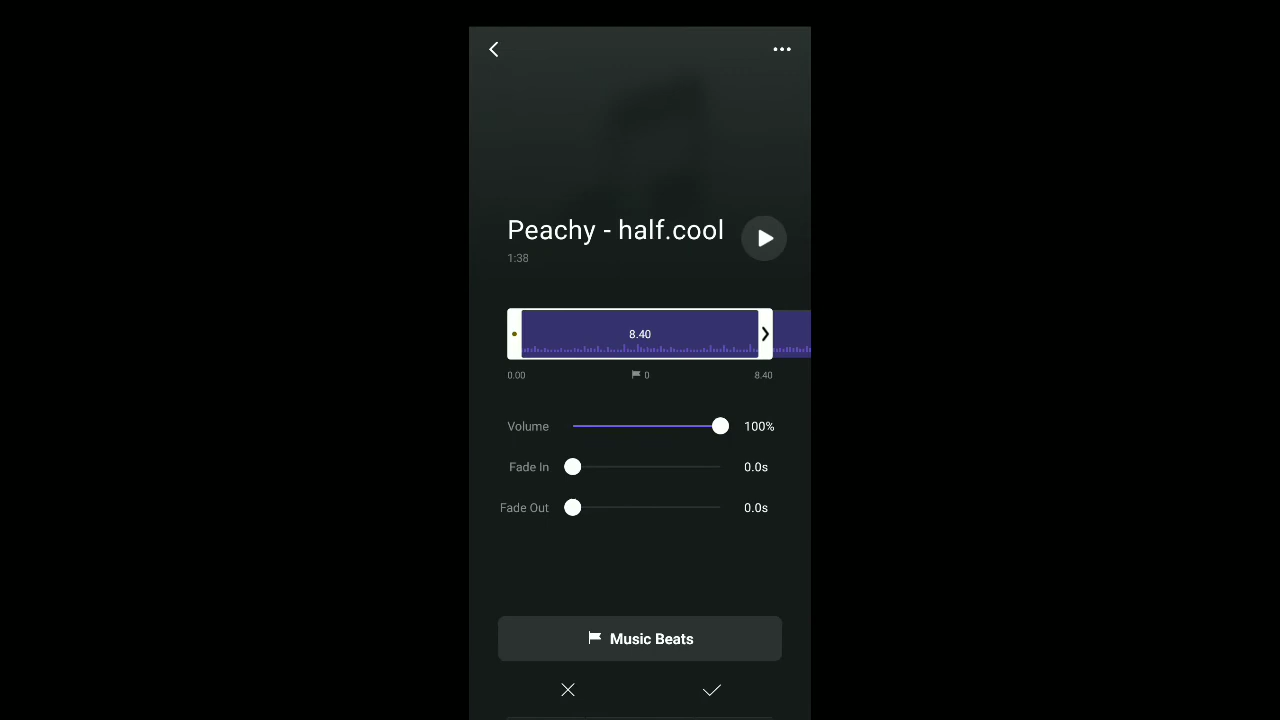 Peachy - half.cool
1:38
8.40
0.00 0 8.40
Volume 100%
Fade In 0.0s
Fade Out 0.0s
Music Beats